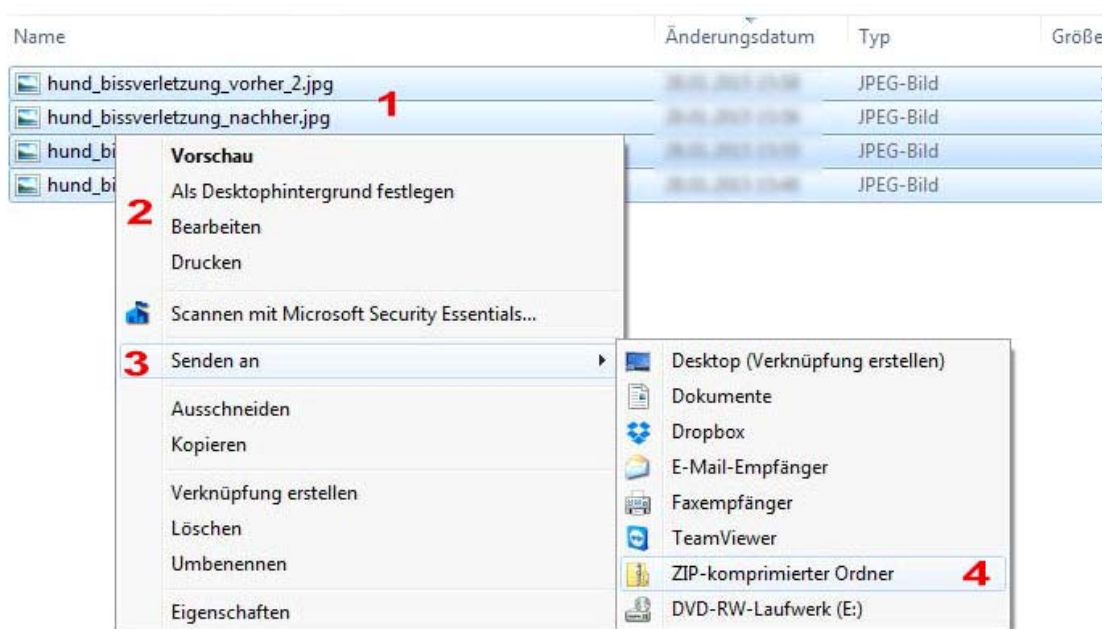 Name Änderungsdatum Typ Größe
hund_bissverletzung_vorher_2.jpg JPEG-Bild
hund_bissverletzung_nachher.jpg 1 JPEG-Bild
hund_bi JPEG-Bild
hund_bi JPEG-Bild
Vorschau
Als Desktophintergrund festlegen
2
Bearbeiten
Drucken
Scannen mit Microsoft Security Essentials...
3 Senden an
Ausschneiden
Kopieren
Verknüpfung erstellen
Löschen
Umbenennen
Eigenschaften
Desktop (Verknüpfung erstellen)
Dokumente
Dropbox
E-Mail-Empfänger
Faxempfänger
TeamViewer
ZIP-komprimierter Ordner 4
DVD-RW-Laufwerk (E:)